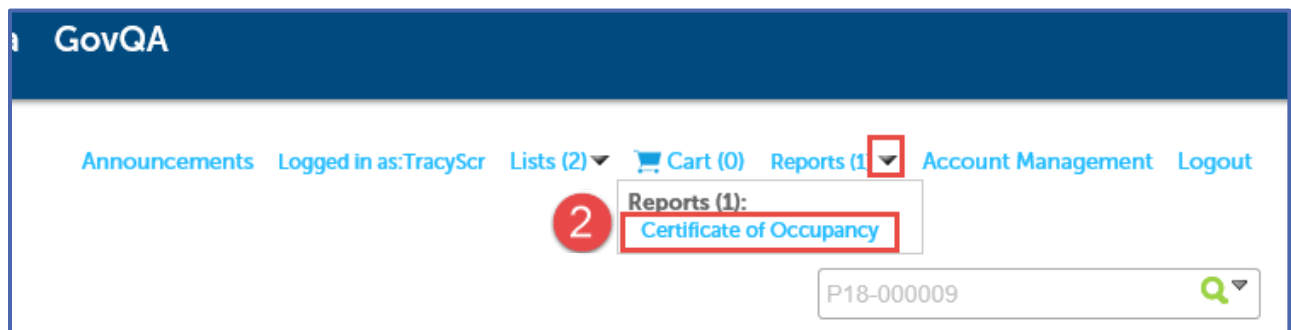 a GovQA
Announcements Logged in as:TracyScr Lists (2) Cart (0) Reports (1) Account Management Logout
Reports (1):
2 Certificate of Occupancy
P18-000009